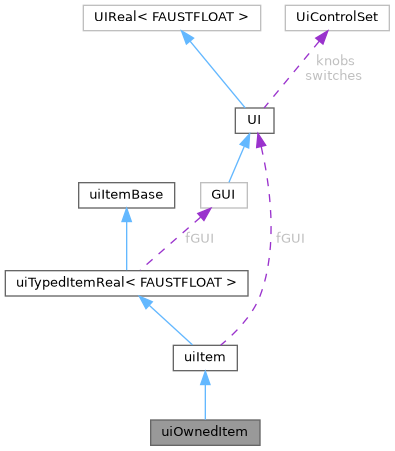 UIReal< FAUSTFLOAT >
UiControlSet
knobs
switches
UI
uiItemBase
GUI
fGUI
fGUI
uiTypedItemReal< FAUSTFLOAT >
uiItem
uiOwnedItem